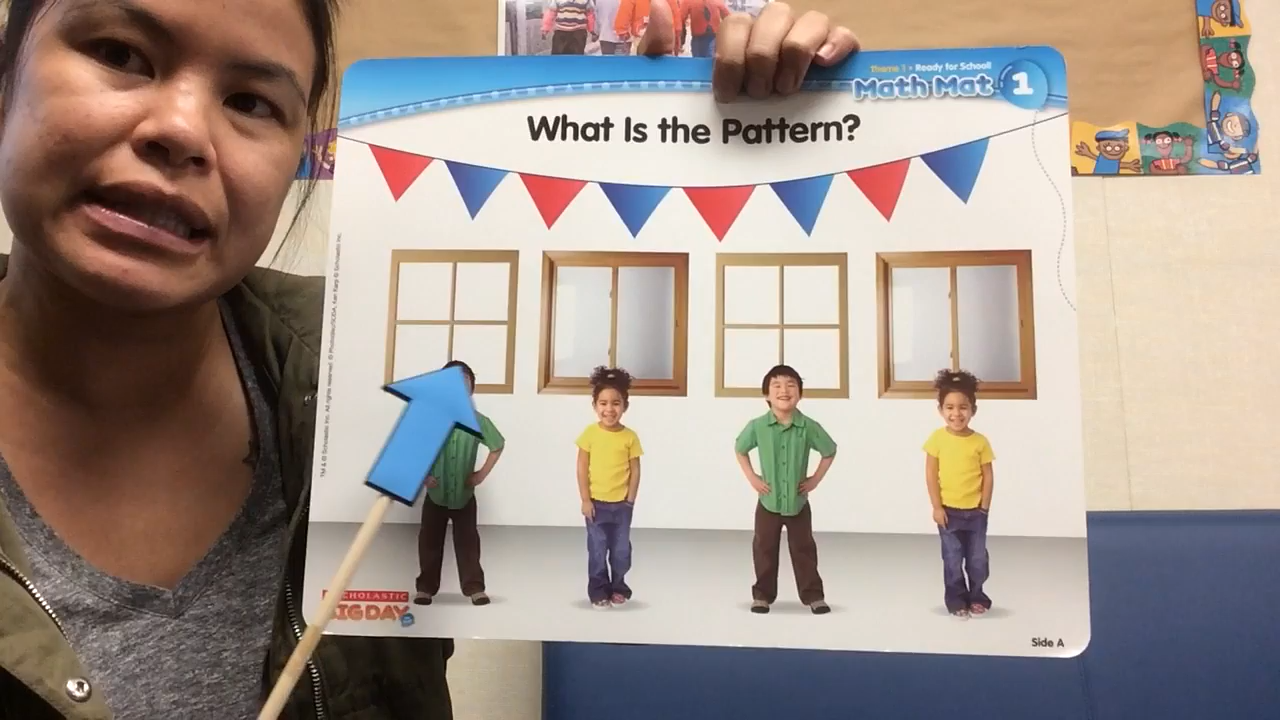 Theme 1 • Ready for School!
Math Mat 1
What Is the Pattern?
SCHOLASTIC
BIG DAY
Side A